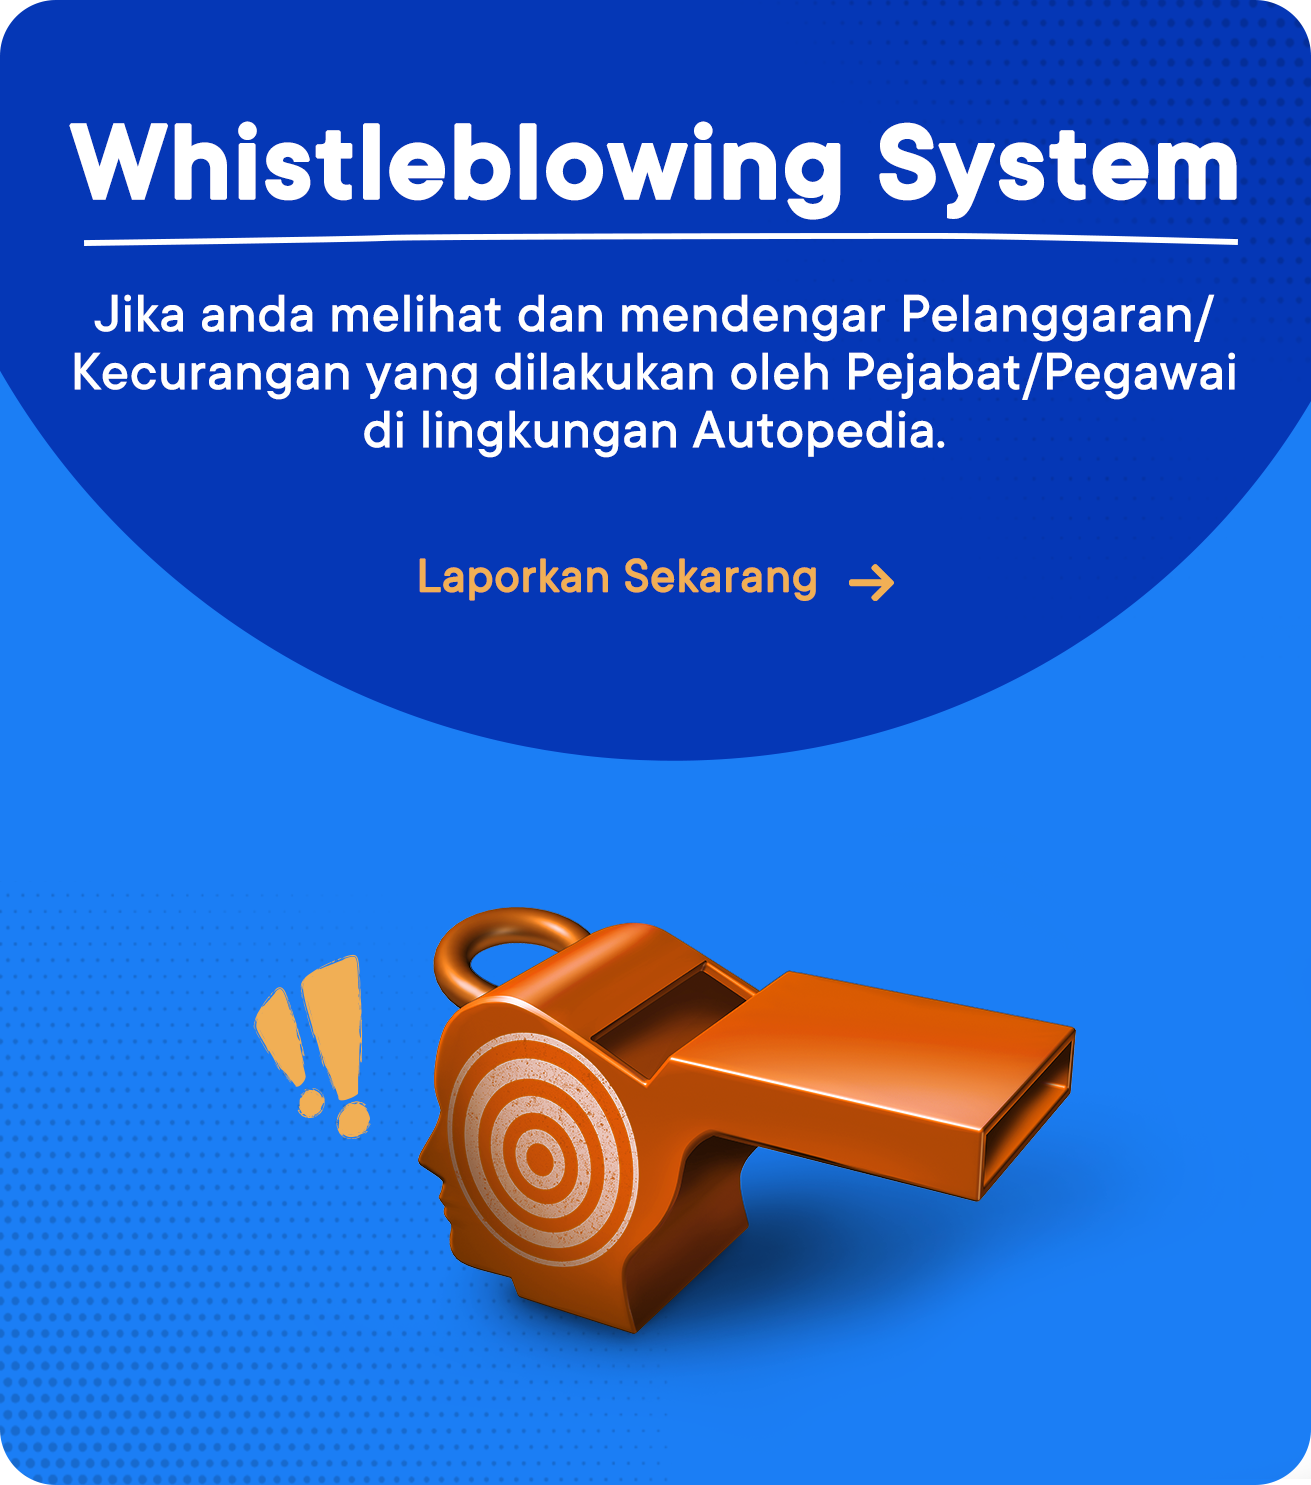 Whistleblowing System
Jika anda melihat dan mendengar Pelanggaran/
Kecurangan yang dilakukan oleh Pejabat/Pegawai
di lingkungan Autopedia.
Laporkan Sekarang →